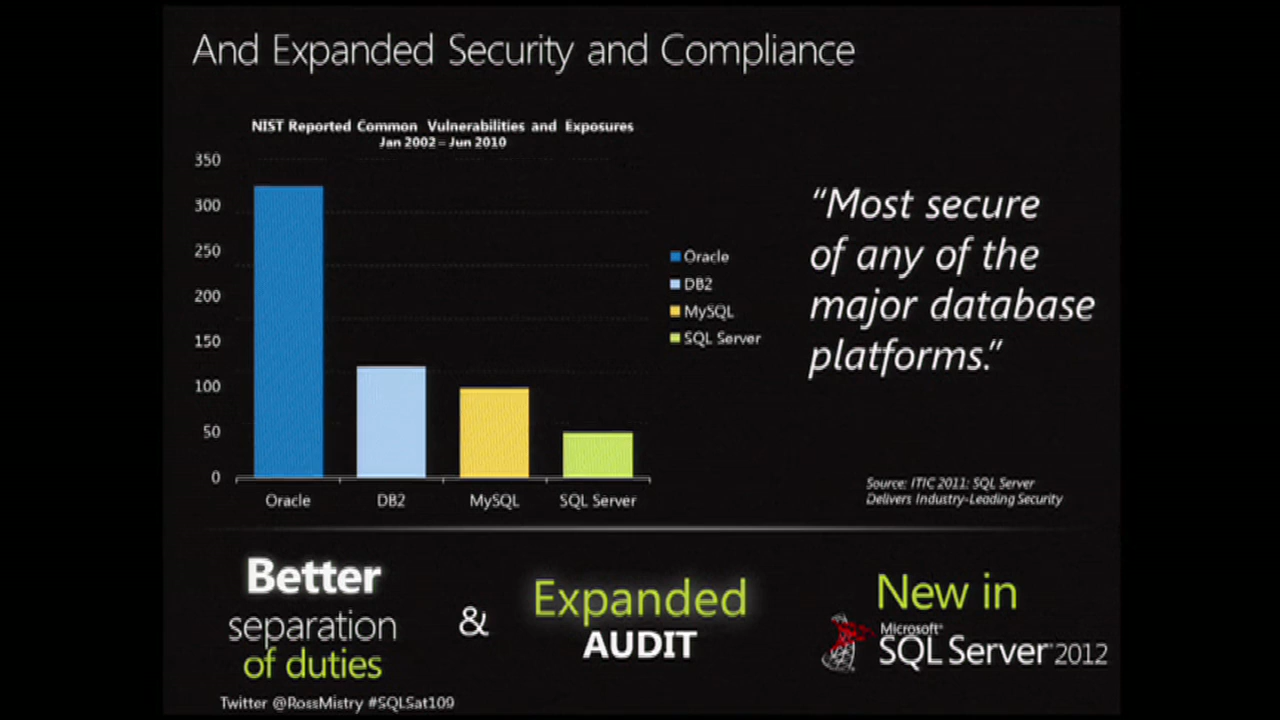 And Expanded Security and Compliance
NIST Reported Common Vulnerabilities and Exposures
Jan 2002 – Jun 2010
350
300
250
200
150
100
50
0
Oracle
DB2
MySQL
SQL Server
Oracle
DB2
MySQL
SQL Server
“Most secure
of any of the
major database
platforms.”
Source: ITIC 2011: SQL Server
Delivers Industry-Leading Security
Better
separation
of duties
&
Expanded
AUDIT
New in
Microsoft®
SQL Server® 2012
Twitter @RossMistry #SQLSat109